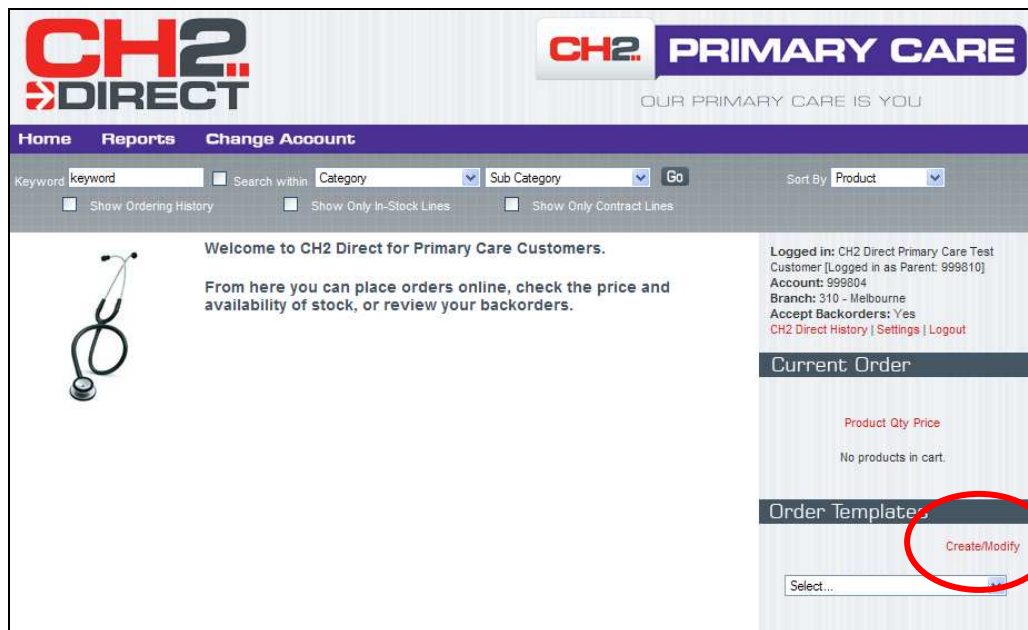 CH2 DIRECT
CH2 PRIMARY CARE
OUR PRIMARY CARE IS YOU
Home Reports Change Account
Keyword keyword Search within Category Sub Category Go Sort By Product
Show Ordering History Show Only In-Stock Lines Show Only Contract Lines
Welcome to CH2 Direct for Primary Care Customers.
From here you can place orders online, check the price and
availability of stock, or review your backorders.
Logged in: CH2 Direct Primary Care Test
Customer [Logged in as Parent: 999810]
Account: 999804
Branch: 310 - Melbourne
Accept Backorders: Yes
CH2 Direct History | Settings | Logout
Current Order
Product Qty Price
No products in cart.
Order Templates
Create/Modify
Select...